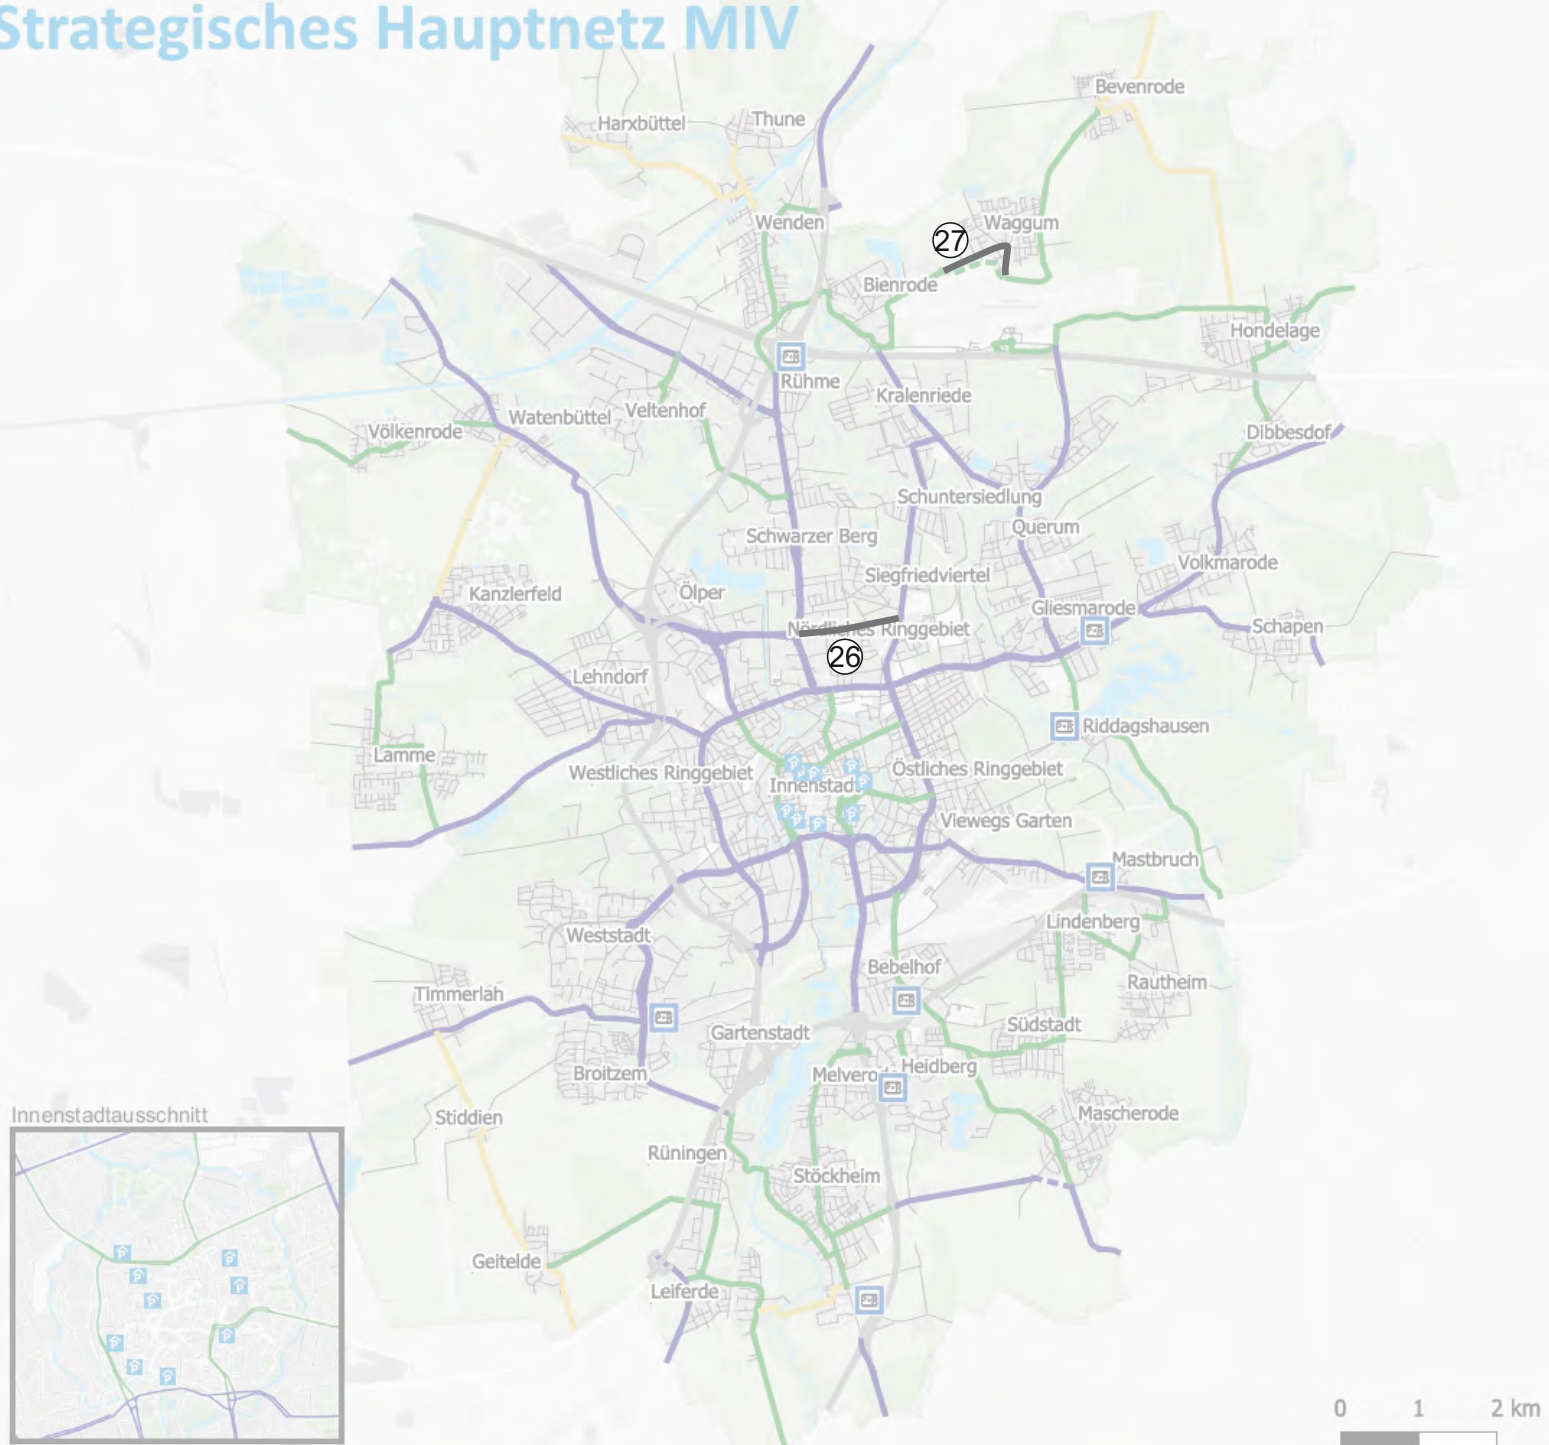 Strategisches Hauptnetz MIV
Bevenrode
Harxbüttel
Thune
Wenden
Waggum
27
Bienrode
Hondelage
Rühme
Kralenriede
Veltenhof
Watenbüttel
Völkenrode
Dibbesdof
Schuntersiedlung
Querum
Schwarzer Berg
Volkmarode
Siegfriedviertel
Kanzlerfeld
Ölper
Gliesmarode
Nördliches Ringgebiet
Schapen
26
Lehndorf
Riddagshausen
Lamme
Westliches Ringgebiet
Östliches Ringgebiet
Innenstadt
Viewegs Garten
Mastbruch
Lindenberg
Weststadt
Bebelhof
Rautheim
Timmerlah
Südstadt
Gartenstadt
Heidberg
Broitzem
Melverode
Mascherode
Innenstadtausschnitt
Stiddien
Rüningen
Stöckheim
Geitelde
Leiferde
0 1 2 km